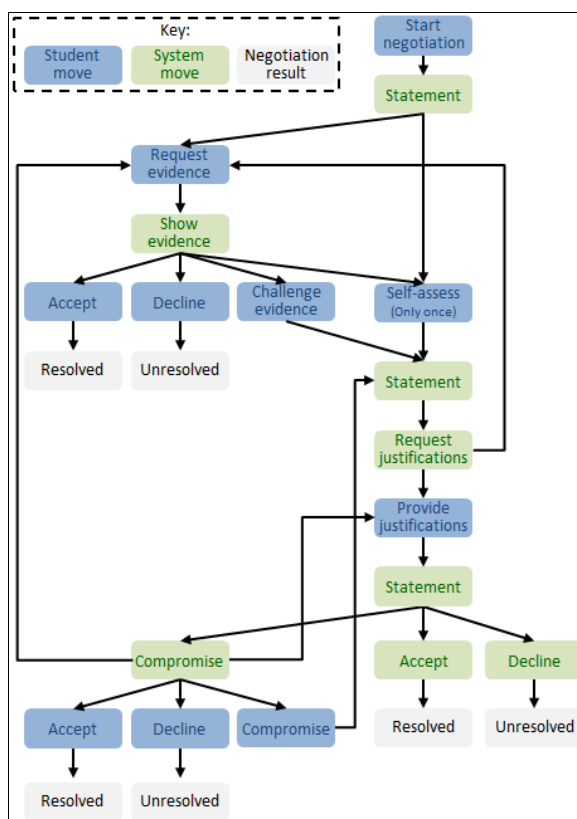 Key:
Student
move
System
move
Negotiation
result
Start
negotiation
Statement
Request
evidence
Show
evidence
Accept
Decline
Challenge
evidence
Self-assess
(Only once)
Resolved
Unresolved
Statement
Request
justifications
Provide
justifications
Statement
Compromise
Accept
Decline
Accept
Decline
Compromise
Resolved
Unresolved
Resolved
Unresolved